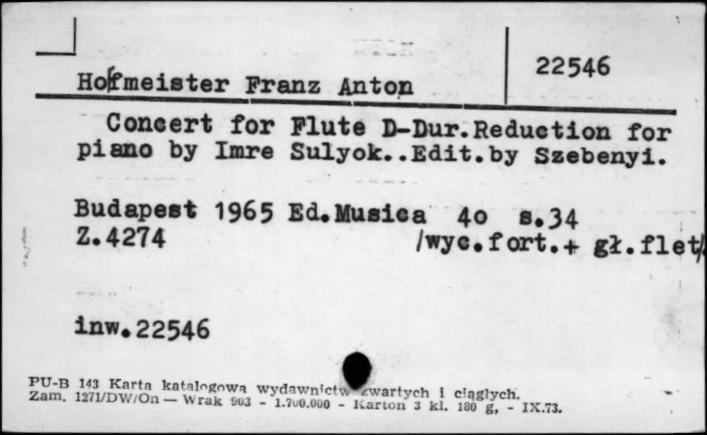 22546
Hoffmeister Franz Anton
Concert for Flute D-Dur.Reduction for
piano by Imre Sulyok..Edit.by Szebenyi.
Budapest 1965 Ed.Musica 4o s.34
Z.4274 /wyc.fort.+ gł.flet/.
inw.22546
PU-B 143 Karta katalogowa wydawnictw zwartych i ciągłych.
Zam. 1271/DW/On — Wrak 903 - 1.700.000 - Karton 3 kl. 180 g, - IX.73.